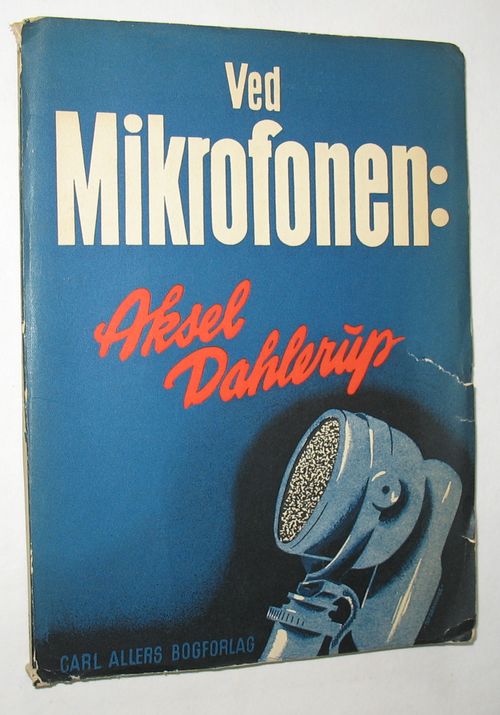 Ved
Mikrofonen:
Aksel
Dahlerup
CARL ALLERS BOGFORLAG